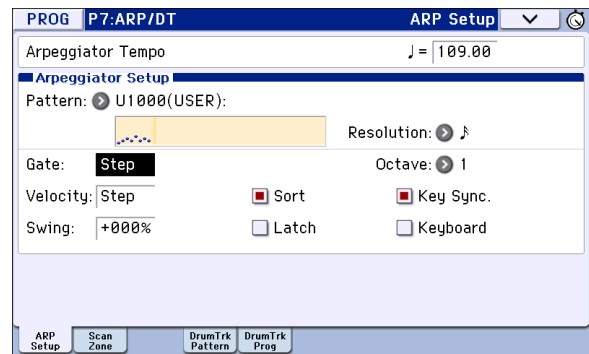 PROG P7:ARP/DT ARP Setup
Arpeggiator Tempo ♩= 109.00
Arpeggiator Setup
Pattern: U1000(USER):
Resolution: 𝅘𝅥𝅯
Gate: Step Octave: 1
Velocity: Step Sort Key Sync.
Swing: +000% Latch Keyboard
ARP Setup Scan Zone DrumTrk Pattern DrumTrk Prog